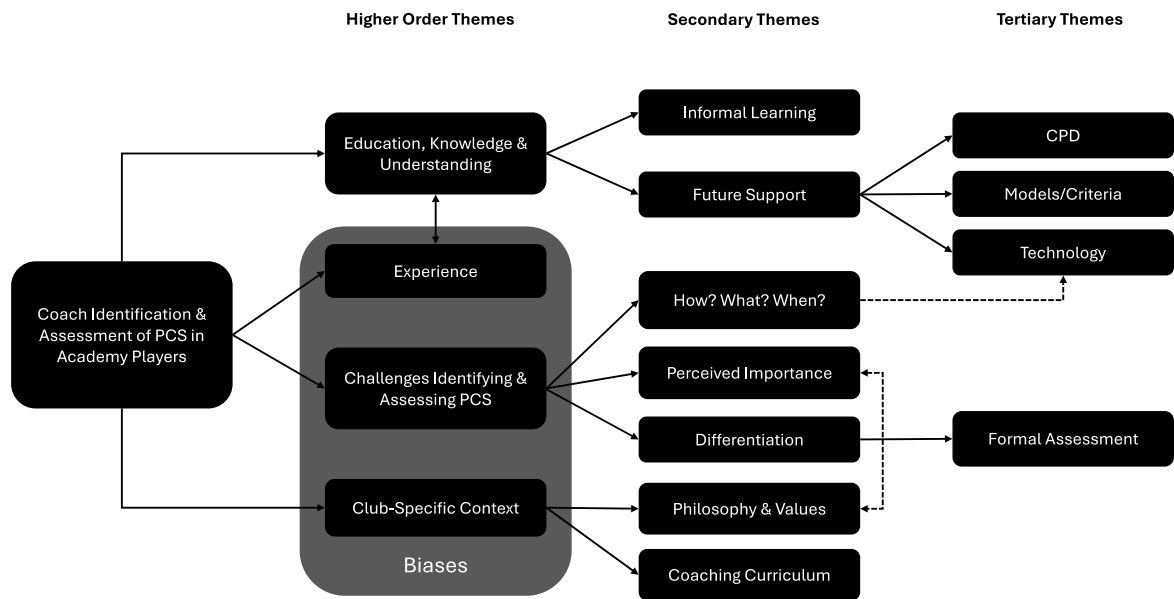 Higher Order Themes
Secondary Themes
Tertiary Themes
Coach Identification &
Assessment of PCS in
Academy Players
Education, Knowledge &
Understanding
Experience
Challenges Identifying &
Assessing PCS
Club-Specific Context
Biases
Informal Learning
Future Support
How? What? When?
Perceived Importance
Differentiation
Philosophy & Values
Coaching Curriculum
CPD
Models/Criteria
Technology
Formal Assessment